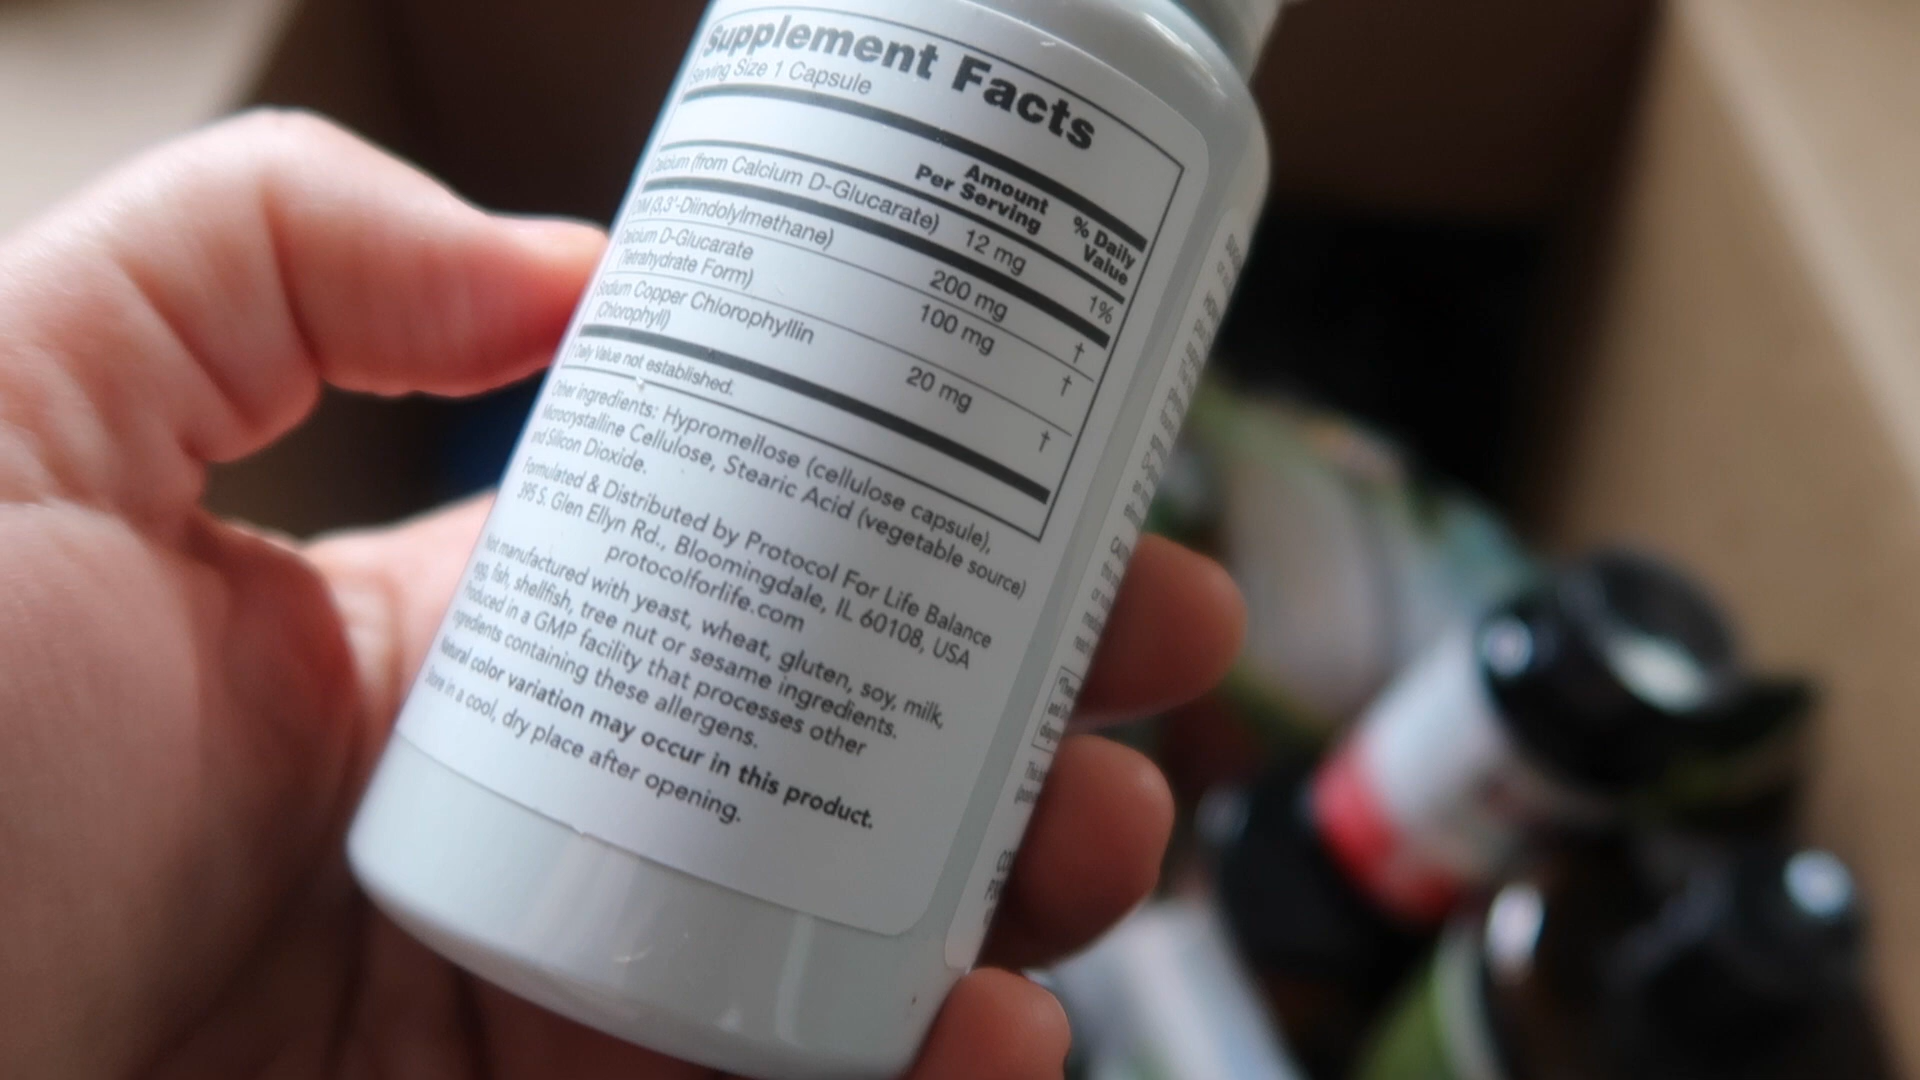 Supplement Facts
Serving Size 1 Capsule
Amount Per Serving
% Daily Value
Calcium (from Calcium D-Glucarate) 12 mg 1%
DIM (3,3'-Diindolylmethane) 200 mg †
Calcium D-Glucarate
(Tetrahydrate Form) 100 mg †
Sodium Copper Chlorophyllin
(Chlorophyll) 20 mg †
† Daily Value not established.
Other ingredients: Hypromellose (cellulose capsule),
Microcrystalline Cellulose, Stearic Acid (vegetable source)
and Silicon Dioxide.
Formulated & Distributed by Protocol For Life Balance
395 S. Glen Ellyn Rd., Bloomingdale, IL 60108, USA
protocolforlife.com
Not manufactured with yeast, wheat, gluten, soy, milk,
egg, fish, shellfish, tree nut or sesame ingredients.
Produced in a GMP facility that processes other
ingredients containing these allergens.
Natural color variation may occur in this product.
Store in a cool, dry place after opening.